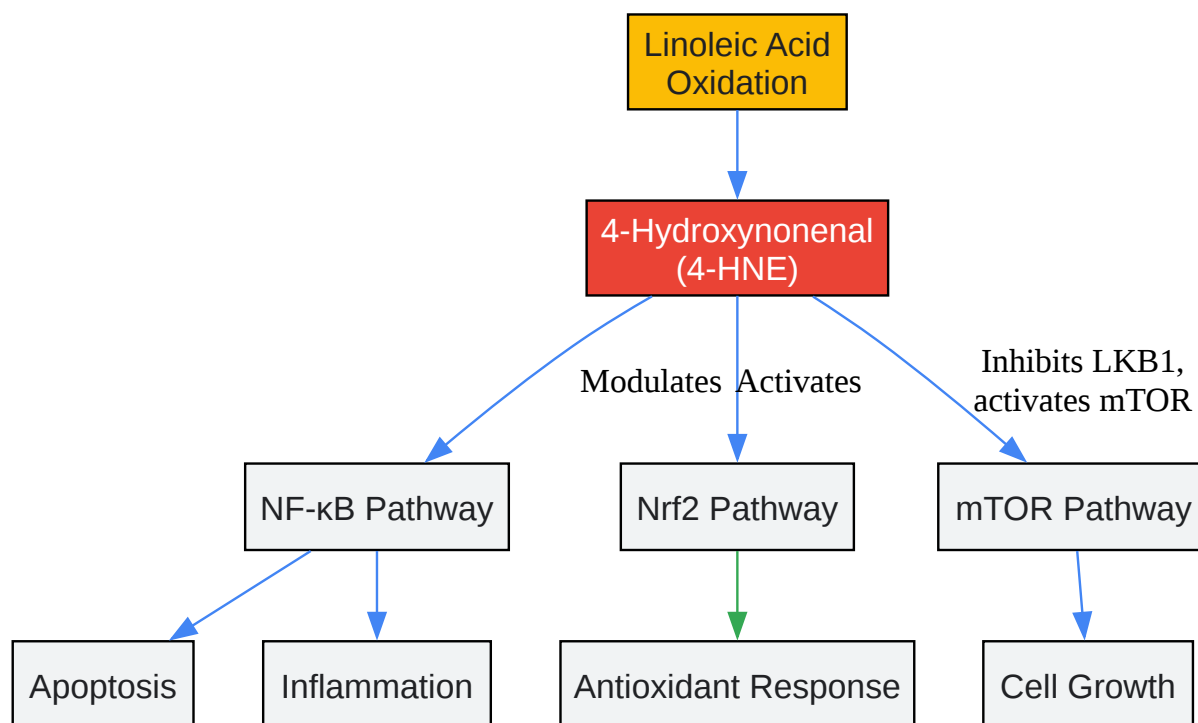 Linoleic Acid
Oxidation
4-Hydroxynonenal
(4-HNE)
Modulates
Activates
Inhibits LKB1,
activates mTOR
NF-κB Pathway
Nrf2 Pathway
mTOR Pathway
Apoptosis
Inflammation
Antioxidant Response
Cell Growth